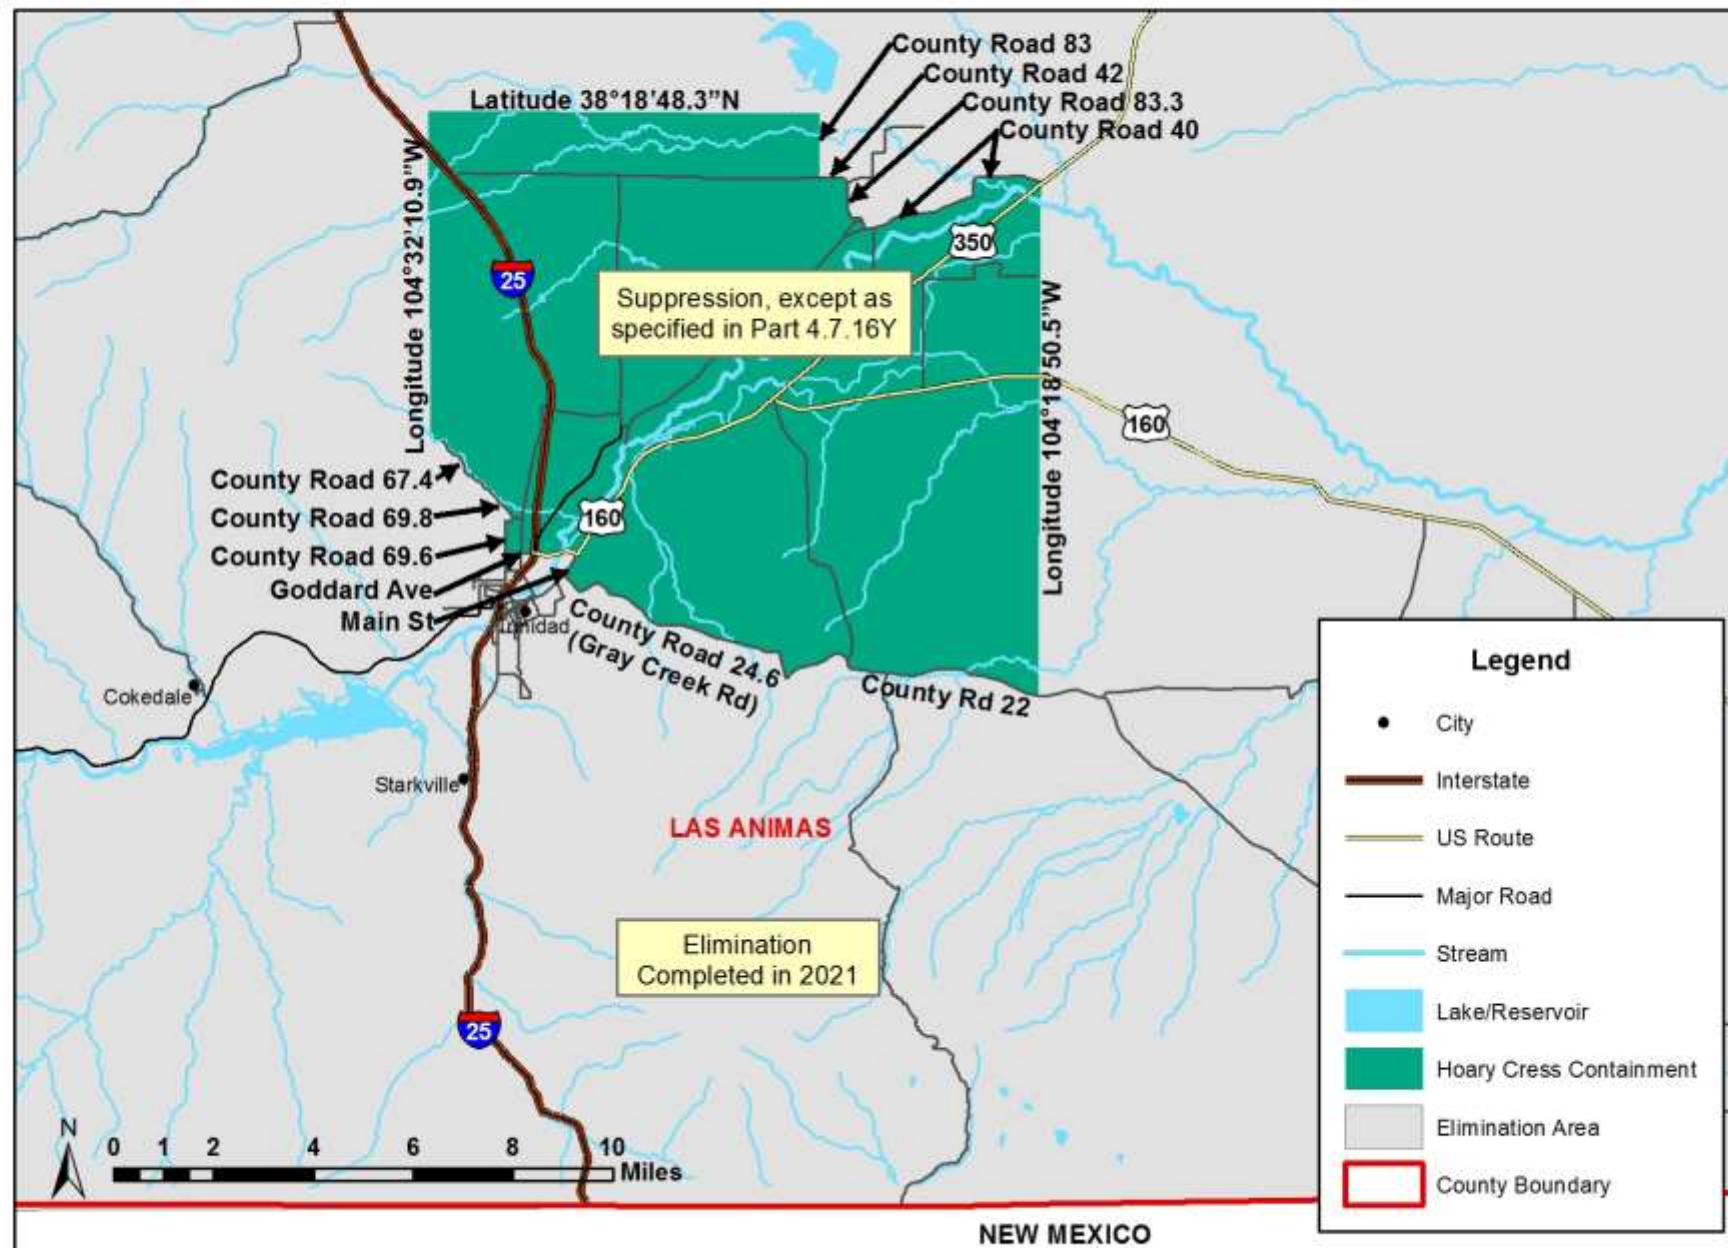 County Road 83
County Road 42
Latitude 38°18'48.3"N
County Road 83.3
County Road 40
Longitude 104°32'10.9"W
350
25
Suppression, except as
specified in Part 4.7.16Y
Longitude 104°18'50.5"W
160
County Road 67.4
County Road 69.8
160
County Road 69.6
Goddard Ave
Main St
Trinidad
County Road 24.6
(Gray Creek Rd)
County Rd 22
Cokedale
Starkville
LAS ANIMAS
Elimination
Completed in 2021
25
N
0 1 2 4 6 8 10
Miles
NEW MEXICO
Legend
City
Interstate
US Route
Major Road
Stream
Lake/Reservoir
Hoary Cress Containment
Elimination Area
County Boundary